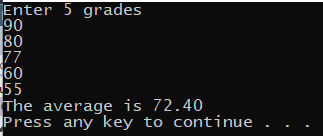 Enter 5 grades
90
80
77
60
55
The average is 72.40
Press any key to continue . . .